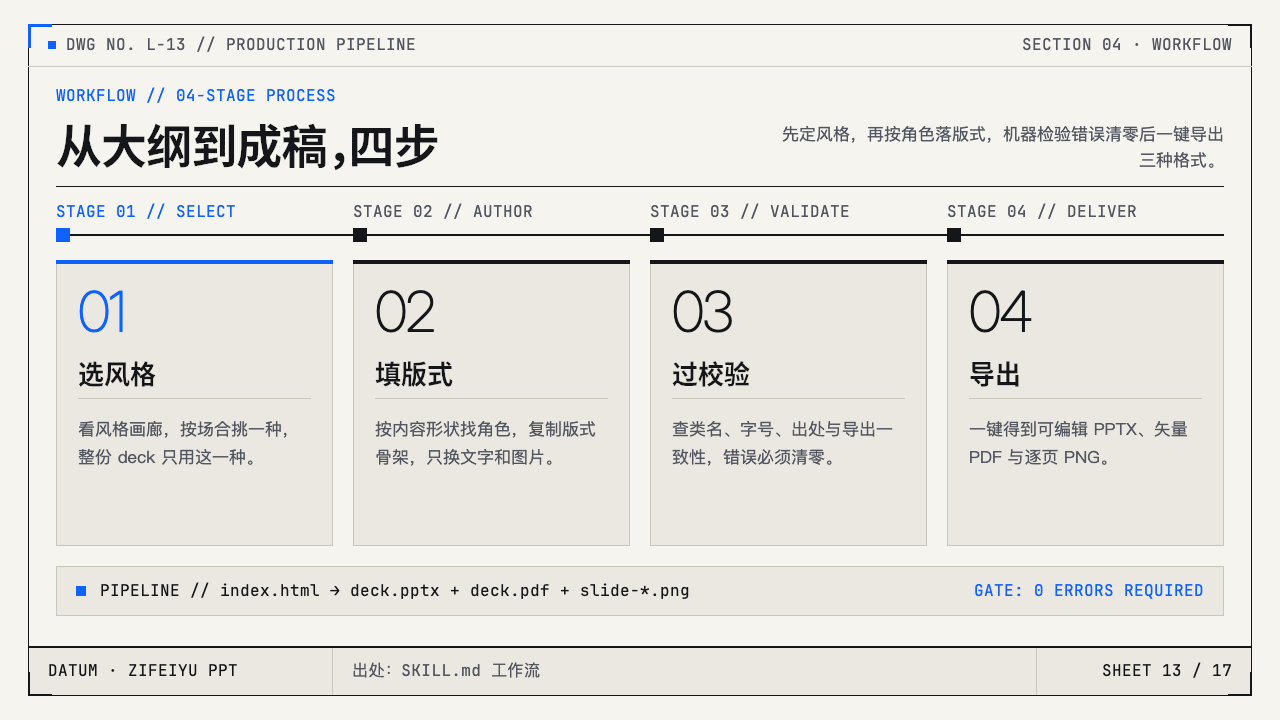 DWG NO. L-13 // PRODUCTION PIPELINE
SECTION 04 · WORKFLOW
WORKFLOW // 04-STAGE PROCESS
从大纲到成稿,四步
先定风格，再按角色落版式，机器检验错误清零后一键导出
三种格式。
STAGE 01 // SELECT
STAGE 02 // AUTHOR
STAGE 03 // VALIDATE
STAGE 04 // DELIVER
01
选风格
看风格画廊，按场合挑一种，
整份 deck 只用这一种。
02
填版式
按内容形状找角色，复制版式
骨架，只换文字和图片。
03
过校验
查类名、字号、出处与导出一
致性，错误必须清零。
04
导出
一键得到可编辑 PPTX、矢量
PDF 与逐页 PNG。
PIPELINE // index.html → deck.pptx + deck.pdf + slide-*.png
GATE: 0 ERRORS REQUIRED
DATUM · ZIFEIYU PPT
出处：SKILL.md 工作流
SHEET 13 / 17